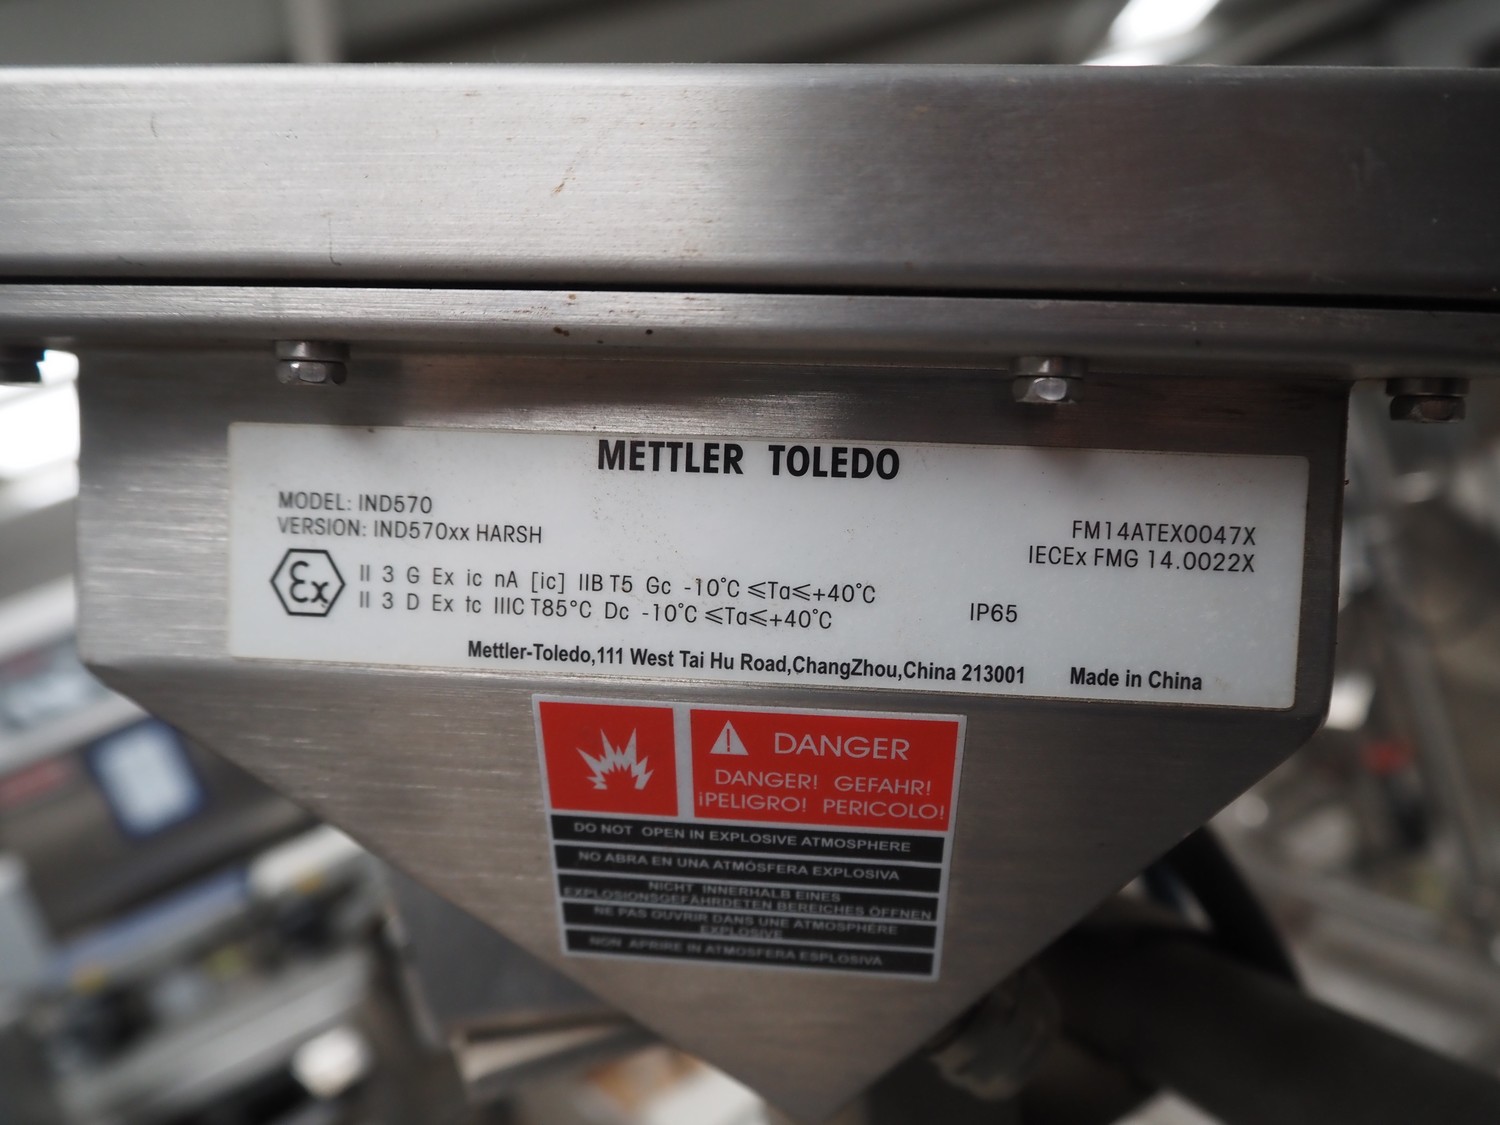 METTLER TOLEDO
MODEL: IND570
VERSION: IND570xx HARSH
FM14ATEX0047X
IECEx FMG 14.0022X
Ex
II 3 G Ex ic nA [ic] IIB T5 Gc -10°C ≤Ta≤+40°C
II 3 D Ex tc IIIC T85°C Dc -10°C ≤Ta≤+40°C
IP65
Mettler-Toledo,111 West Tai Hu Road,ChangZhou,China 213001
Made in China
DANGER
DANGER! GEFAHR!
¡PELIGRO! PERICOLO!
DO NOT OPEN IN EXPLOSIVE ATMOSPHERE
NO ABRA EN UNA ATMÓSFERA EXPLOSIVA
NICHT INNERHALB EINES
EXPLOSIONSGEFÄHRDETEN BEREICHES ÖFFNEN
NE PAS OUVRIR DANS UNE ATMOSPHERE
EXPLOSIVE
NON APRIRE IN ATMOSFERA ESPLOSIVA